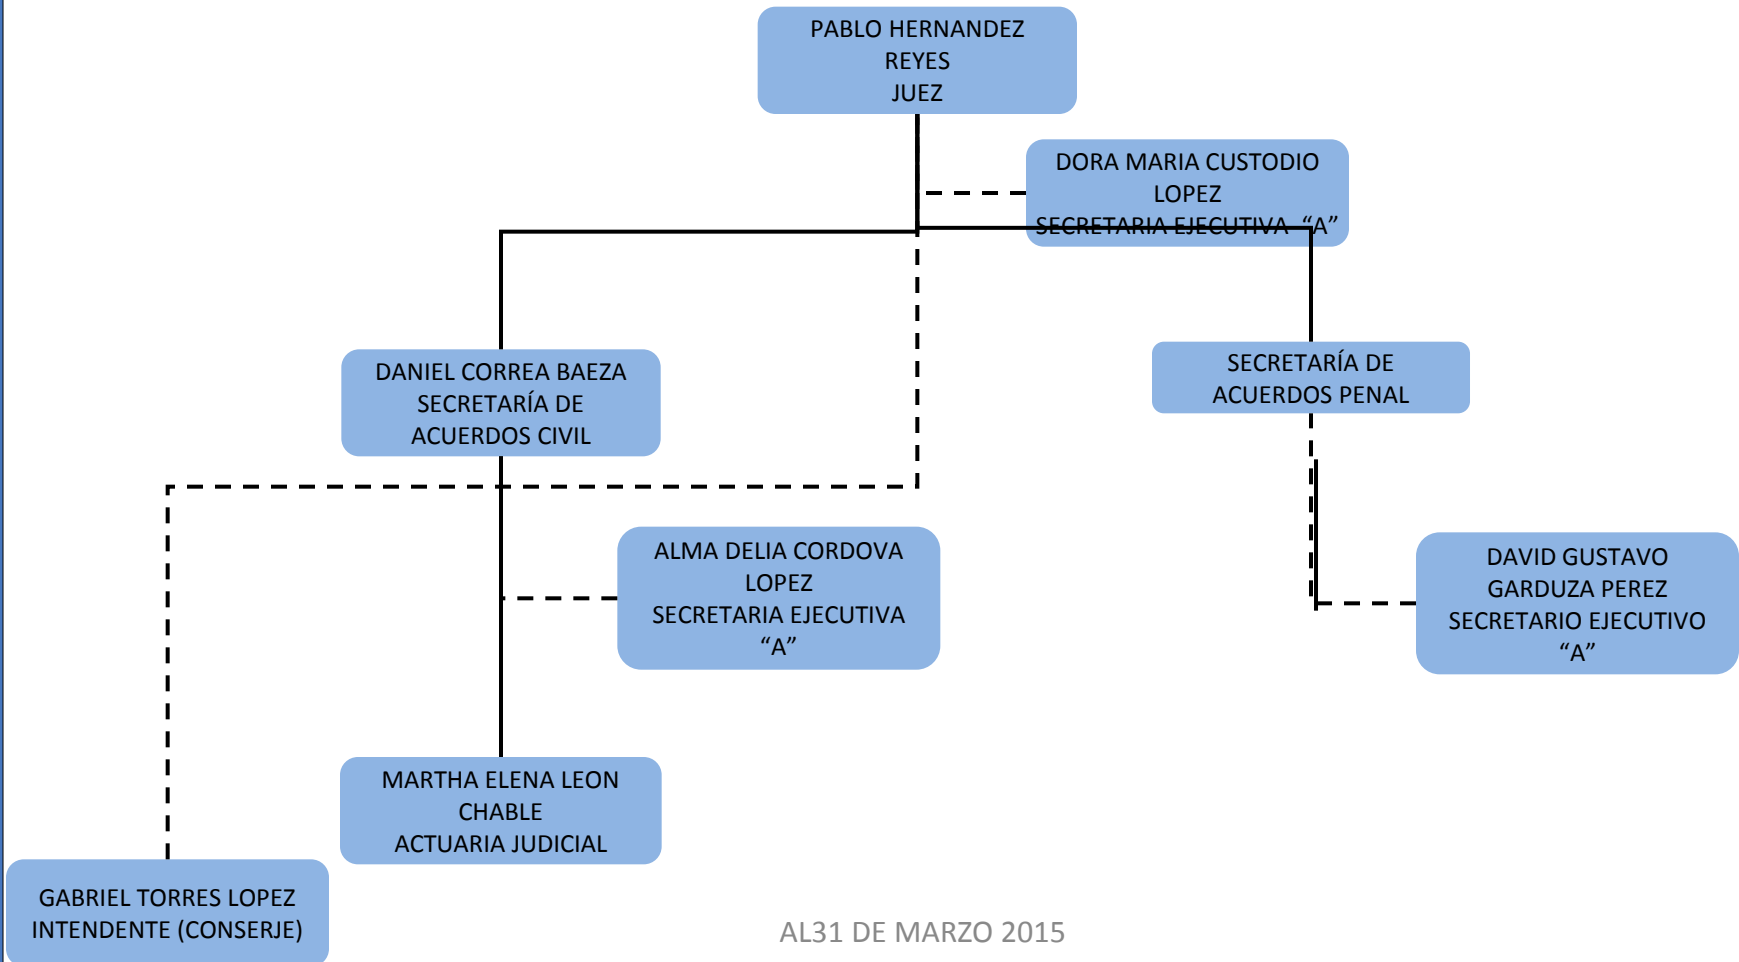 PABLO HERNANDEZ
REYES
JUEZ
DORA MARIA CUSTODIO
LOPEZ
SECRETARIA EJECUTIVA “A”
DANIEL CORREA BAEZA
SECRETARÍA DE
ACUERDOS CIVIL
SECRETARÍA DE
ACUERDOS PENAL
ALMA DELIA CORDOVA
LOPEZ
SECRETARIA EJECUTIVA
“A”
DAVID GUSTAVO
GARDUZA PEREZ
SECRETARIO EJECUTIVO
“A”
MARTHA ELENA LEON
CHABLE
ACTUARIA JUDICIAL
GABRIEL TORRES LOPEZ
INTENDENTE (CONSERJE)
AL31 DE MARZO 2015